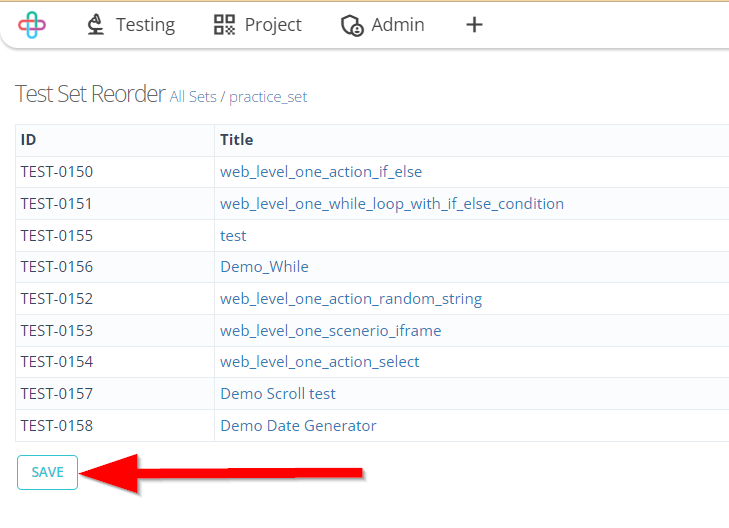 Testing Project Admin +
Test Set Reorder All Sets / practice_set
ID Title
TEST-0150 web_level_one_action_if_else
TEST-0151 web_level_one_while_loop_with_if_else_condition
TEST-0155 test
TEST-0156 Demo_While
TEST-0152 web_level_one_action_random_string
TEST-0153 web_level_one_scenerio_iframe
TEST-0154 web_level_one_action_select
TEST-0157 Demo Scroll test
TEST-0158 Demo Date Generator
SAVE